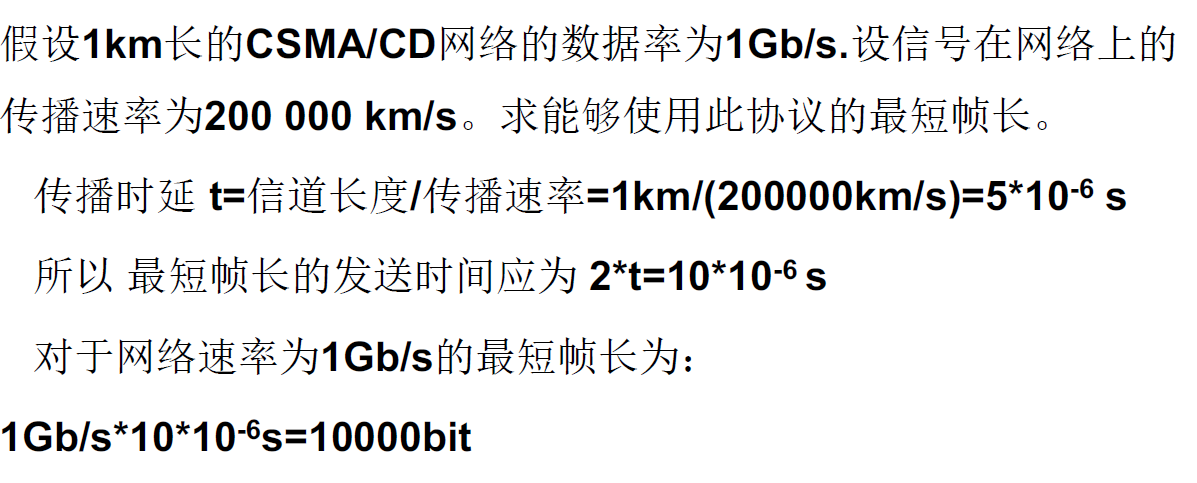 假设1km长的CSMA/CD网络的数据率为1Gb/s.设信号在网络上的
传播速率为200 000 km/s。求能够使用此协议的最短帧长。
传播时延 t=信道长度/传播速率=1km/(200000km/s)=5*10⁻⁶ s
所以 最短帧长的发送时间应为 2*t=10*10⁻⁶ s
对于网络速率为1Gb/s的最短帧长为：
1Gb/s*10*10⁻⁶s=10000bit